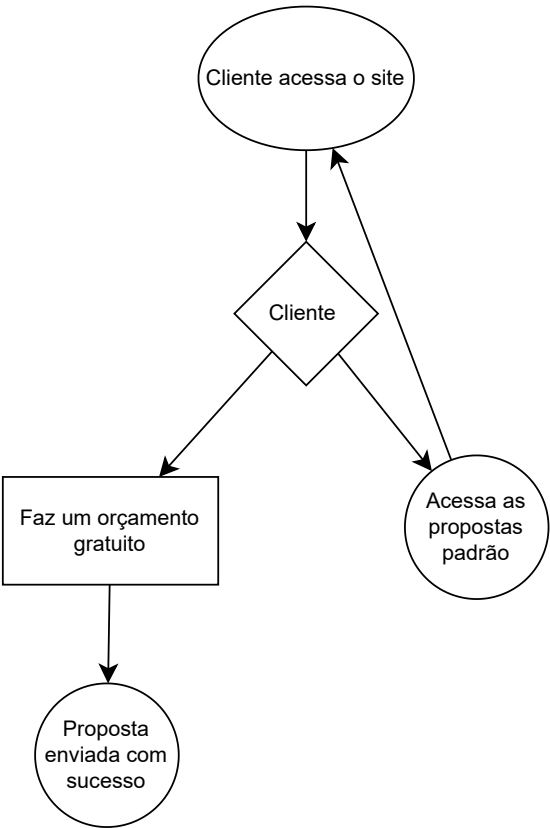 Cliente acessa o site
Cliente
Faz um orçamento
gratuito
Acessa as
propostas
padrão
Proposta
enviada com
sucesso